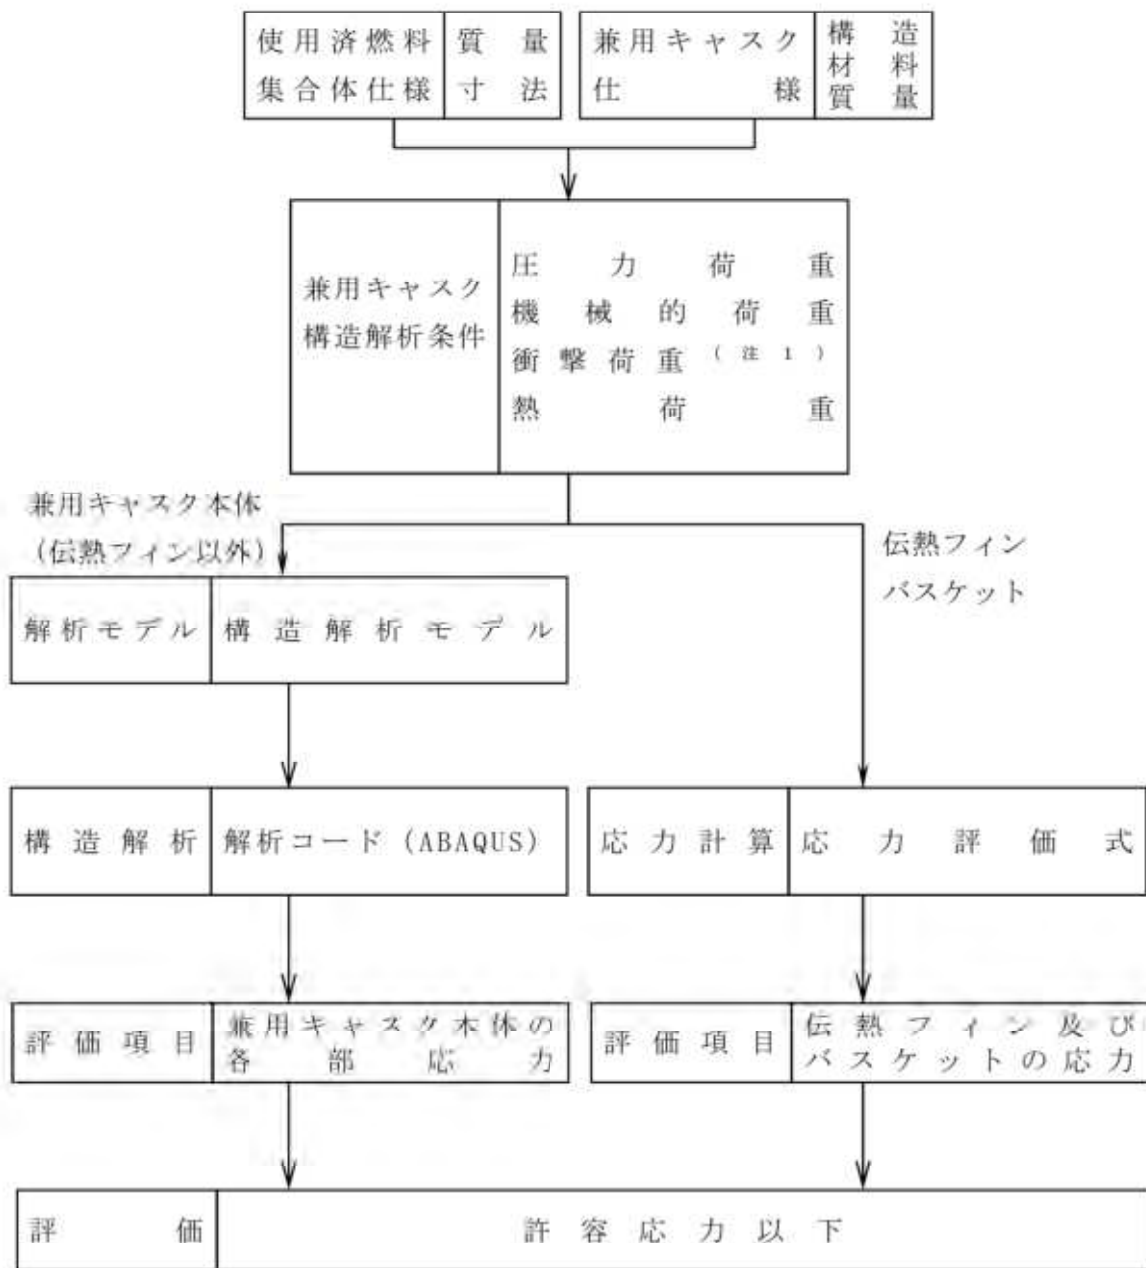 使用済燃料
集合体仕様
質量
寸法
兼用キャスク
仕様
構造
材料
質量
兼用キャスク
構造解析条件
圧力荷重
機械的荷重
衝撃荷重(注1)
熱荷重
兼用キャスク本体
(伝熱フィン以外)
伝熱フィン
バスケット
解析モデル
構造解析モデル
構造解析
解析コード(ABAQUS)
応力計算
応力評価式
評価項目
兼用キャスク本体の
各部応力
評価項目
伝熱フィン及び
バスケットの応力
評価
許容応力以下